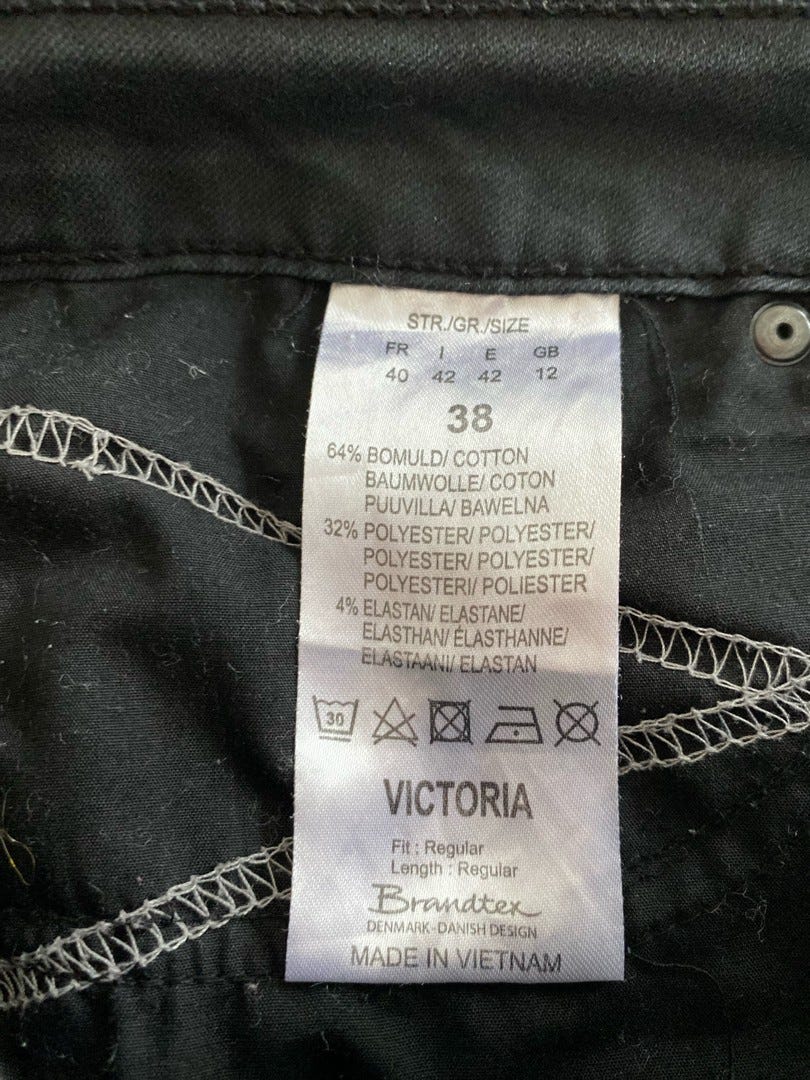 STR./GR./SIZE
FR I E GB
40 42 42 12
38
64% BOMULD/ COTTON
BAUMWOLLE/ COTON
PUUVILLA/ BAWELNA
32% POLYESTER/ POLYESTER/
POLYESTER/ POLYESTER/
POLYESTERI/ POLIESTER
4% ELASTAN/ ELASTANE/
ELASTHAN/ ÉLASTHANNE/
ELASTAANI/ ELASTAN
30
VICTORIA
Fit : Regular
Length : Regular
Brandtex
DENMARK-DANISH DESIGN
MADE IN VIETNAM